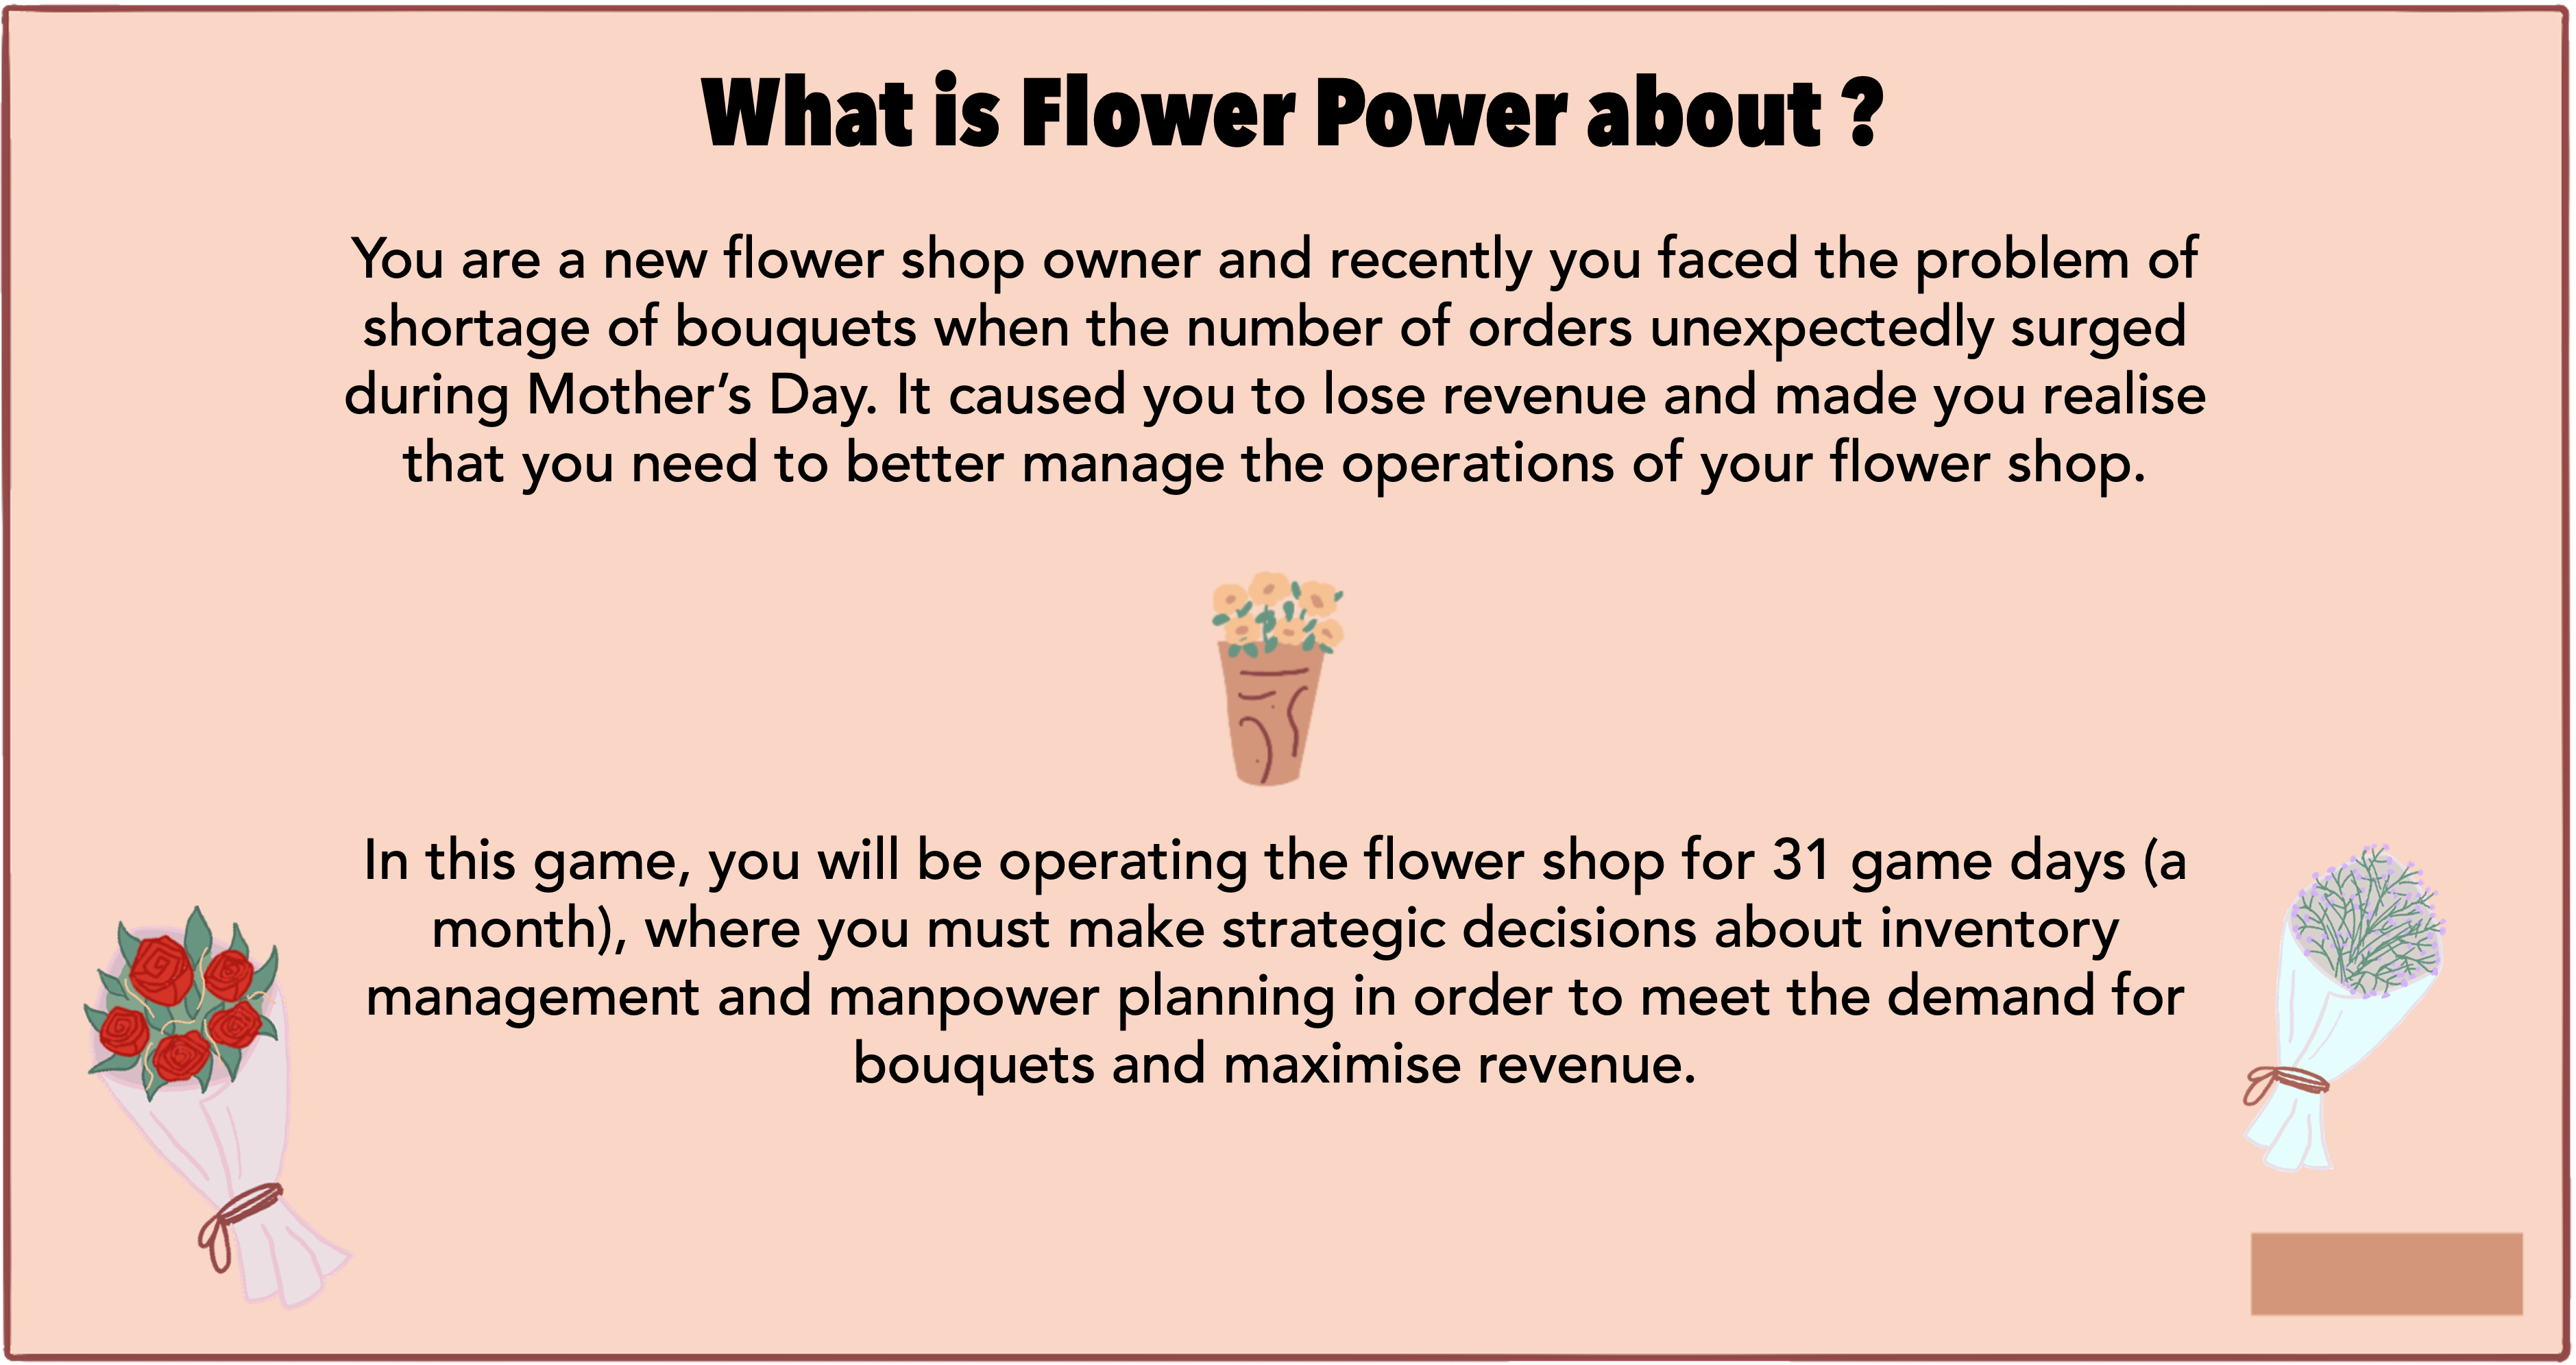 What is Flower Power about ?
You are a new flower shop owner and recently you faced the problem of
shortage of bouquets when the number of orders unexpectedly surged
during Mother’s Day. It caused you to lose revenue and made you realise
that you need to better manage the operations of your flower shop.
In this game, you will be operating the flower shop for 31 game days (a
month), where you must make strategic decisions about inventory
management and manpower planning in order to meet the demand for
bouquets and maximise revenue.